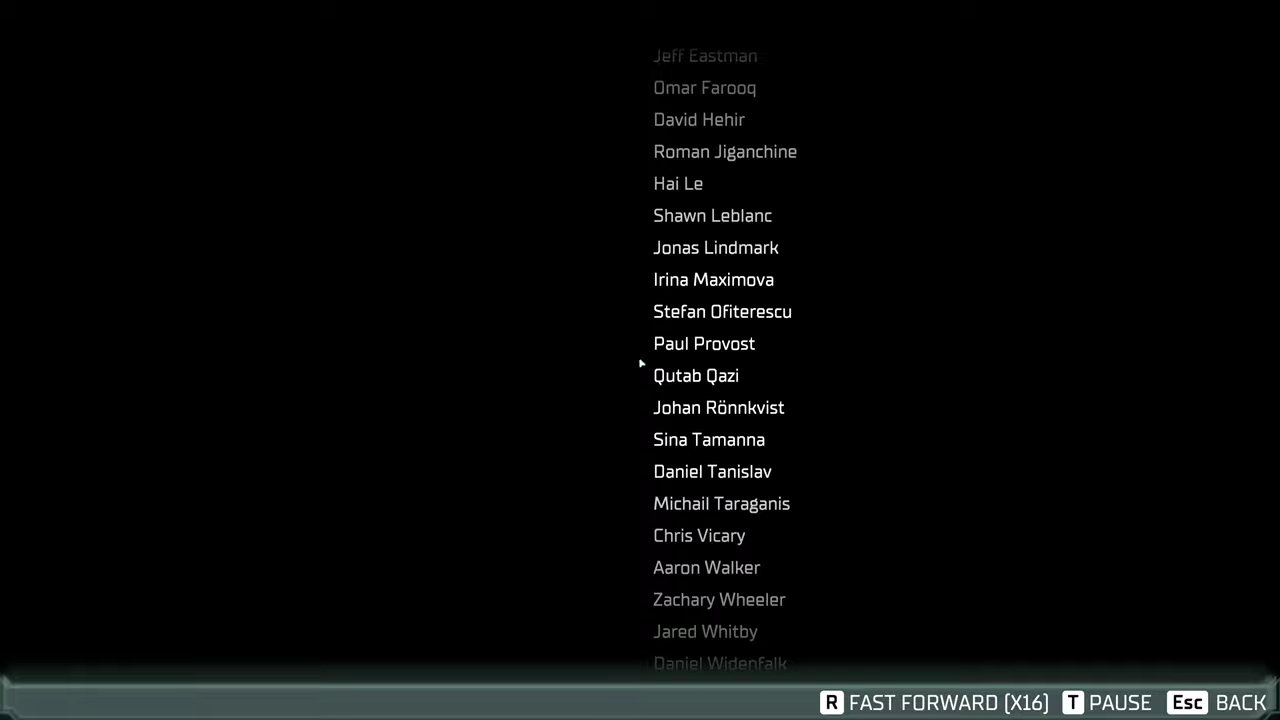 Jeff Eastman
Omar Farooq
David Hehir
Roman Jiganchine
Hai Le
Shawn Leblanc
Jonas Lindmark
Irina Maximova
Stefan Ofiterescu
Paul Provost
Qutab Qazi
Johan Rönnkvist
Sina Tamanna
Daniel Tanislav
Michail Taraganis
Chris Vicary
Aaron Walker
Zachary Wheeler
Jared Whitby
Daniel Widenfalk
R FAST FORWARD [X16] T PAUSE Esc BACK